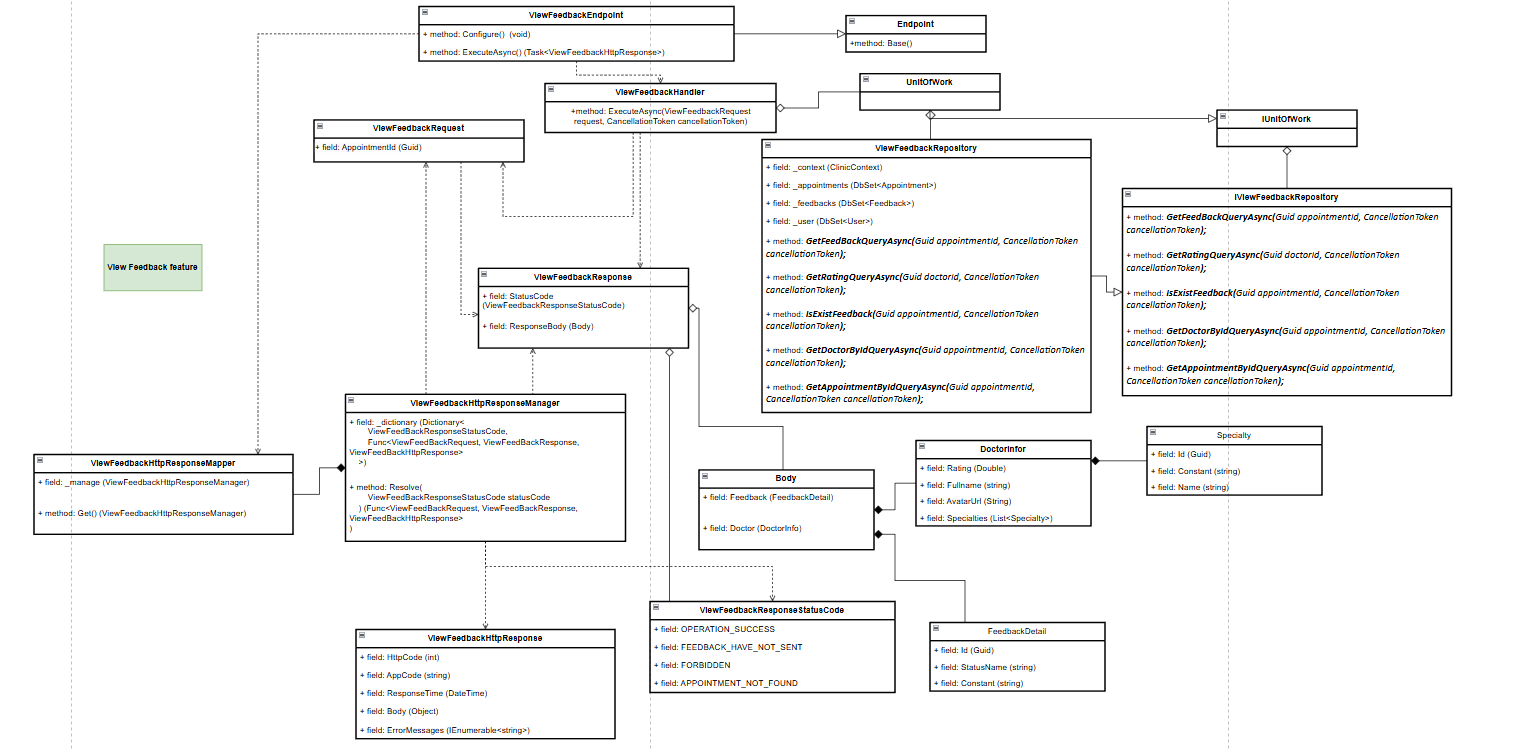 ViewFeedbackEndpoint
+ method: Configure()  (void)
+ method: ExecuteAsync() (Task<ViewFeedbackHttpResponse>)
Endpoint
+method: Base()
ViewFeedbackHandler
+method: ExecuteAsync(ViewFeedbackRequest
request, CancellationToken cancellationToken)
UnitOfWork
IUnitOfWork
ViewFeedbackRequest
+ field: AppointmentId (Guid)
ViewFeedbackRepository
+ field: _context (ClinicContext)
+ field: _appointments (DbSet<Appointment>)
+ field: _feedbacks (DbSet<Feedback>)
+ field: _user (DbSet<User>)
+ method: GetFeedBackQueryAsync(Guid appointmentId, CancellationToken
cancellationToken);
+ method: GetRatingQueryAsync(Guid doctorId, CancellationToken
cancellationToken);
+ method: IsExistFeedback(Guid appointmentId, CancellationToken
cancellationToken);
+ method: GetDoctorByIdQueryAsync(Guid appointmentId, CancellationToken
cancellationToken);
+ method: GetAppointmentByIdQueryAsync(Guid appointmentId,
CancellationToken cancellationToken);
IViewFeedbackRepository
+ method: GetFeedBackQueryAsync(Guid appointmentId, CancellationToken
cancellationToken);
+ method: GetRatingQueryAsync(Guid doctorId, CancellationToken
cancellationToken);
+ method: IsExistFeedback(Guid appointmentId, CancellationToken
cancellationToken);
+ method: GetDoctorByIdQueryAsync(Guid appointmentId, CancellationToken
cancellationToken);
+ method: GetAppointmentByIdQueryAsync(Guid appointmentId,
CancellationToken cancellationToken);
View Feedback feature
ViewFeedbackResponse
+ field: StatusCode
(ViewFeedbackResponseStatusCode)
+ field: ResponseBody (Body)
ViewFeedbackHttpResponseManager
+ field: _dictionary (Dictionary<
ViewFeedBackResponseStatusCode,
Func<ViewFeedBackRequest, ViewFeedBackResponse,
ViewFeedBackHttpResponse>
>)
+ method: Resolve(
ViewFeedBackResponseStatusCode statusCode
) (Func<ViewFeedBackRequest, ViewFeedBackResponse,
ViewFeedBackHttpResponse>
)
ViewFeedbackHttpResponseMapper
+ field: _manage (ViewFeedbackHttpResponseManager)
+ method: Get() (ViewFeedbackHttpResponseManager)
Body
+ field: Feedback (FeedbackDetail)
+ field: Doctor (DoctorInfo)
DoctorInfor
+ field: Rating (Double)
+ field: Fullname (string)
+ field: AvatarUrl (String)
+ field: Specialties (List<Specialty>)
Specialty
+ field: Id (Guid)
+ field: Constant (string)
+ field: Name (string)
ViewFeedbackHttpResponse
+ field: HttpCode (int)
+ field: AppCode (string)
+ field: ResponseTime (DateTime)
+ field: Body (Object)
+ field: ErrorMessages (IEnumerable<string>)
ViewFeedbackResponseStatusCode
+ field: OPERATION_SUCCESS
+ field: FEEDBACK_HAVE_NOT_SENT
+ field: FORBIDDEN
+ field: APPOINTMENT_NOT_FOUND
FeedbackDetail
+ field: Id (Guid)
+ field: StatusName (string)
+ field: Constant (string)